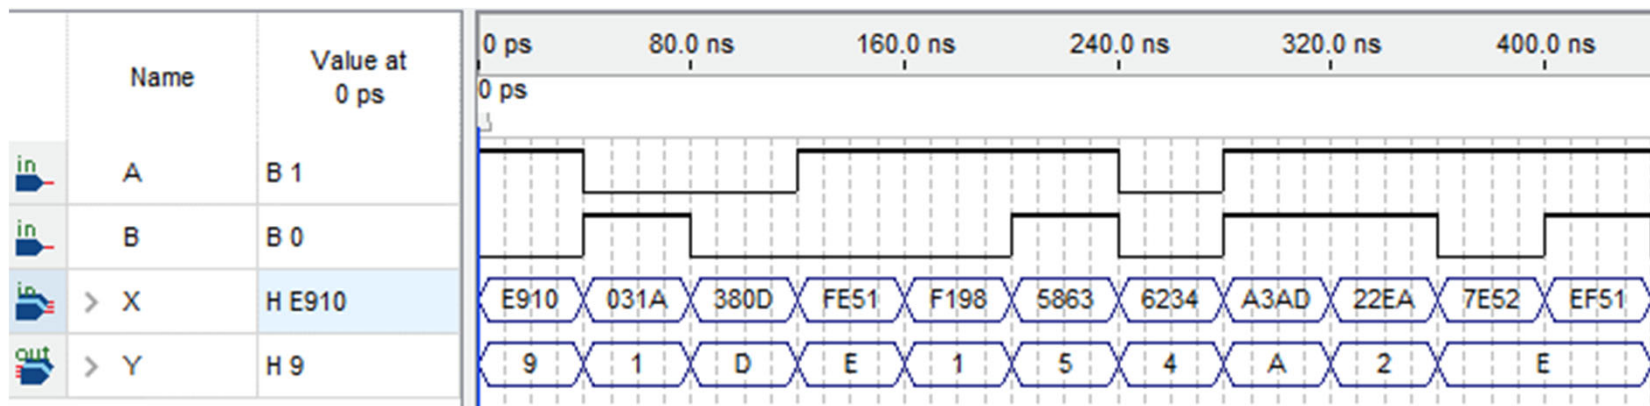 Name
Value at
0 ps
0 ps 80.0 ns 160.0 ns 240.0 ns 320.0 ns 400.0 ns
0 ps
in A B 1
in B B 0
in > X H E910 E910 031A 380D FE51 F198 5863 6234 A3AD 22EA 7E52 EF51
out > Y H 9 9 1 D E 1 5 4 A 2 E